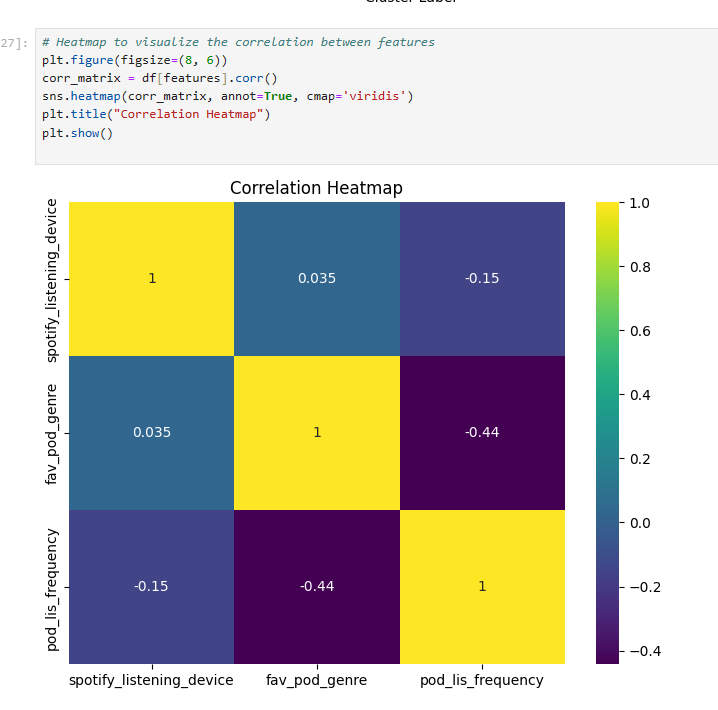 Cluster Label
27]:
# Heatmap to visualize the correlation between features
plt.figure(figsize=(8, 6))
corr_matrix = df[features].corr()
sns.heatmap(corr_matrix, annot=True, cmap='viridis')
plt.title("Correlation Heatmap")
plt.show()
Correlation Heatmap
spotify_listening_device
1
0.035
-0.15
fav_pod_genre
0.035
1
-0.44
pod_lis_frequency
-0.15
-0.44
1
spotify_listening_device
fav_pod_genre
pod_lis_frequency
1.0
0.8
0.6
0.4
0.2
0.0
−0.2
−0.4